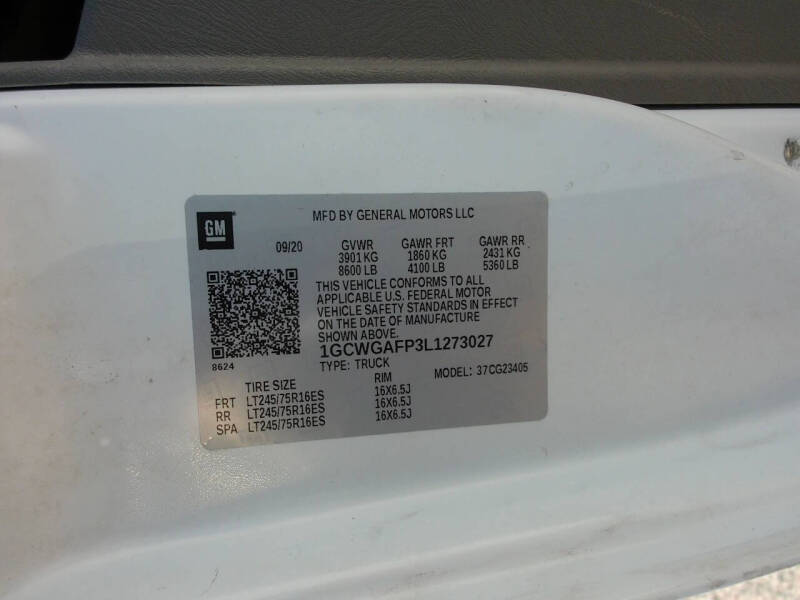 GM
MFD BY GENERAL MOTORS LLC
09/20 GVWR GAWR FRT GAWR RR
3901 KG 1860 KG 2431 KG
8600 LB 4100 LB 5360 LB
THIS VEHICLE CONFORMS TO ALL
APPLICABLE U.S. FEDERAL MOTOR
VEHICLE SAFETY STANDARDS IN EFFECT
ON THE DATE OF MANUFACTURE
SHOWN ABOVE.
1GCWGAFP3L1273027
8624
TYPE: TRUCK MODEL: 37CG23405
TIRE SIZE RIM
FRT LT245/75R16ES 16X6.5J
RR LT245/75R16ES 16X6.5J
SPA LT245/75R16ES 16X6.5J